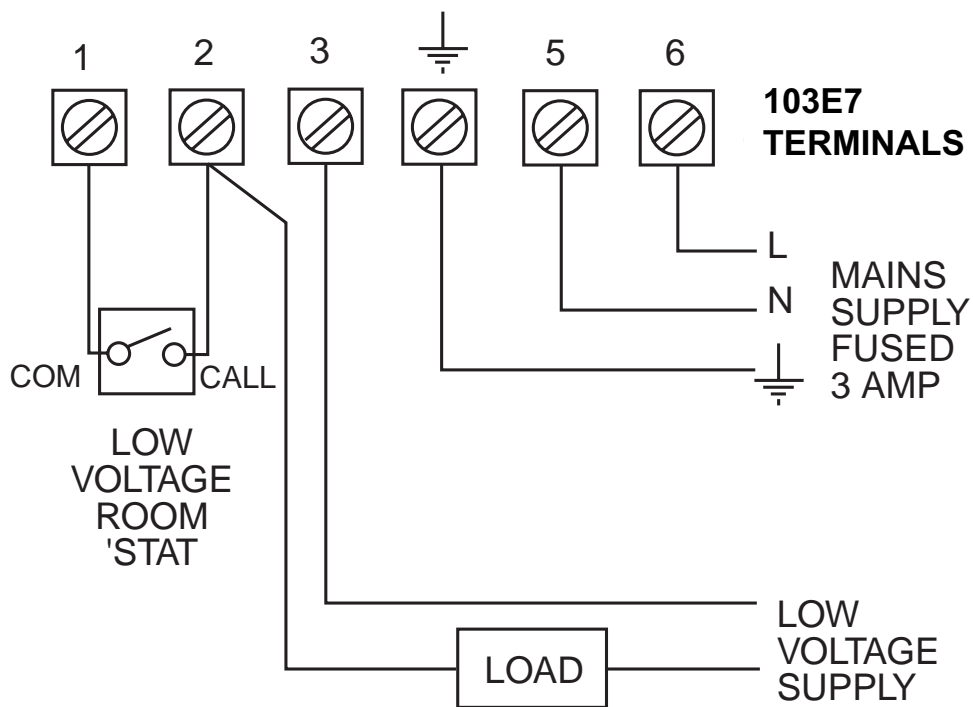 1
2
3
5
6
103E7
TERMINALS
L
N
MAINS
SUPPLY
FUSED
3 AMP
COM
CALL
LOW
VOLTAGE
ROOM
'STAT
LOAD
LOW
VOLTAGE
SUPPLY